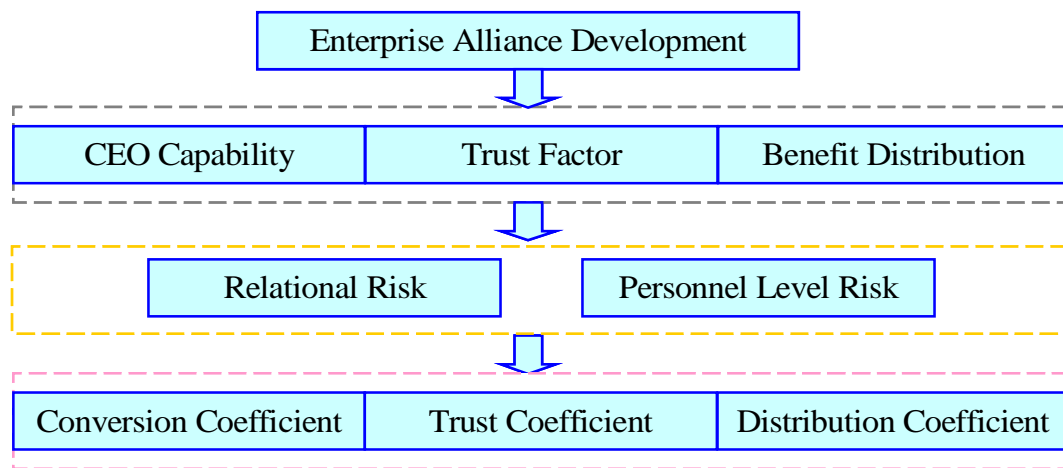 Enterprise Alliance Development
CEO Capability
Trust Factor
Benefit Distribution
Relational Risk
Personnel Level Risk
Conversion Coefficient
Trust Coefficient
Distribution Coefficient